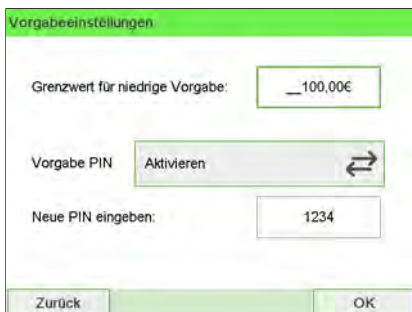 Vorgabeeinstellungen
Grenzwert für niedrige Vorgabe: __100,00€
Vorgabe PIN Aktivieren
Neue PIN eingeben: 1234
Zurück OK